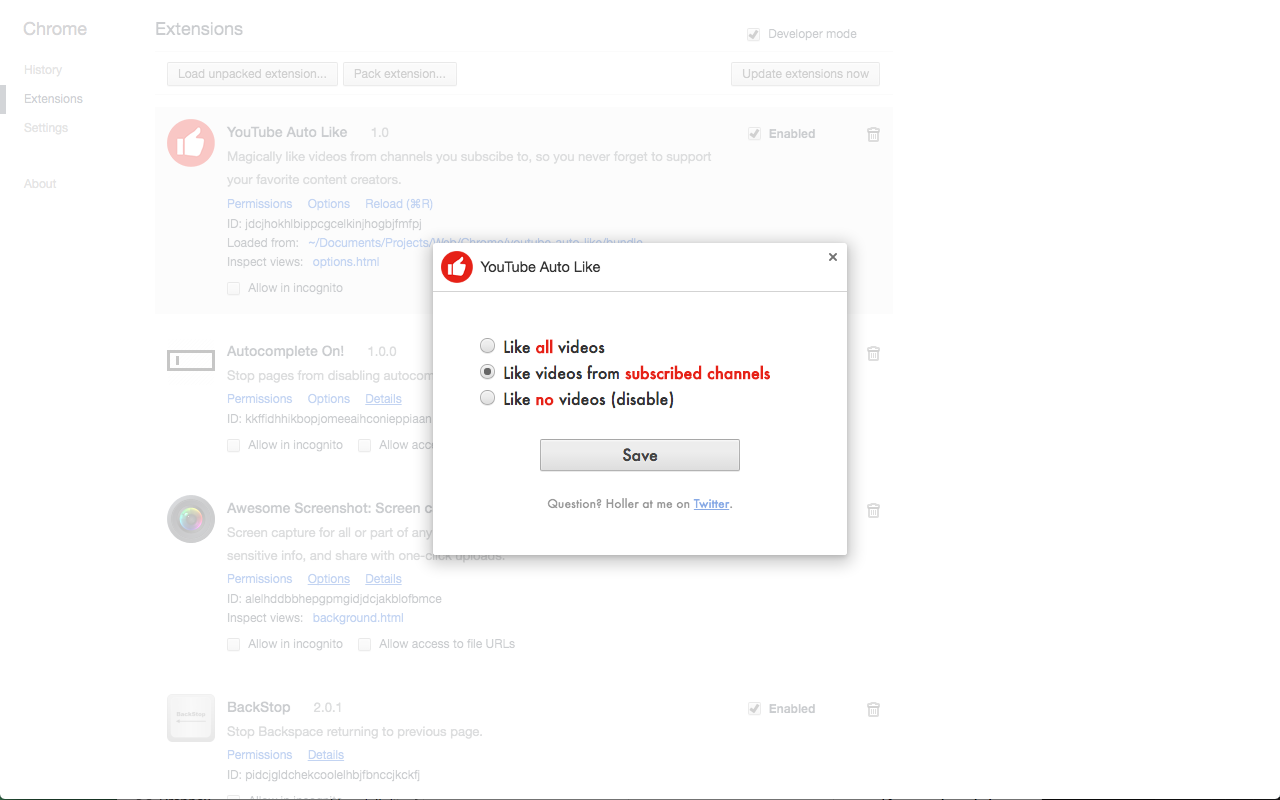 Chrome
Extensions
Developer mode
History
Extensions
Settings
About
Load unpacked extension...
Pack extension...
Update extensions now
YouTube Auto Like 1.0
Enabled
Magically like videos from channels you subscibe to, so you never forget to support
your favorite content creators.
Permissions Options Reload (⌘R)
ID: jdcjhokhlbippcgcelkinjhogbjfmfpj
Loaded from: ~/Documents/Projects/Web/Chrome/youtube-auto-like/bundle
Inspect views: options.html
Allow in incognito
YouTube Auto Like
×
Like all videos
Like videos from subscribed channels
Like no videos (disable)
Save
Question? Holler at me on Twitter.
Autocomplete On! 1.0.0
Stop pages from disabling autocom
Permissions Options Details
ID: kkffidhhikbopjomeeaihconieppiaan
Allow in incognito Allow acc
Awesome Screenshot: Screen c
Screen capture for all or part of any
sensitive info, and share with one-click uploads.
Permissions Options Details
ID: alelhddbbhepgpmgidjdcjakblofbmce
Inspect views: background.html
Allow in incognito Allow access to file URLs
BackStop 2.0.1
Enabled
Stop Backspace returning to previous page.
Permissions Details
ID: pidcjgldchekcoolelhbjfbnccjkckfj